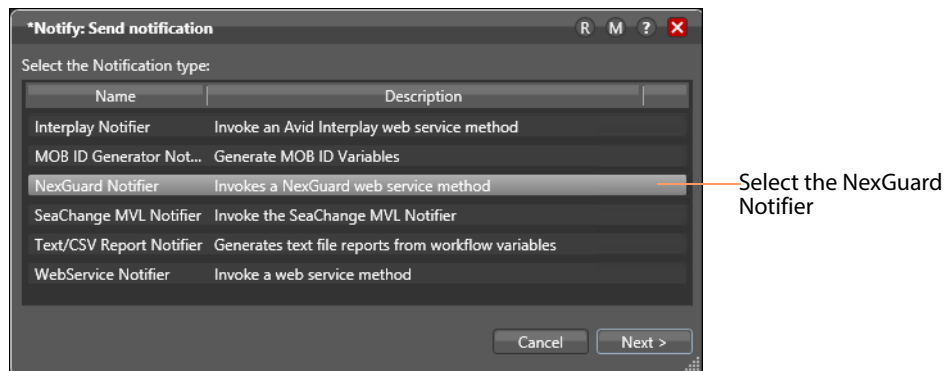 *Notify: Send notification
R M ?
Select the Notification type:
Name Description
Interplay Notifier Invoke an Avid Interplay web service method
MOB ID Generator Not... Generate MOB ID Variables
NexGuard Notifier Invokes a NexGuard web service method
SeaChange MVL Notifier Invoke the SeaChange MVL Notifier
Text/CSV Report Notifier Generates text file reports from workflow variables
WebService Notifier Invoke a web service method
Cancel Next >
Select the NexGuard
Notifier